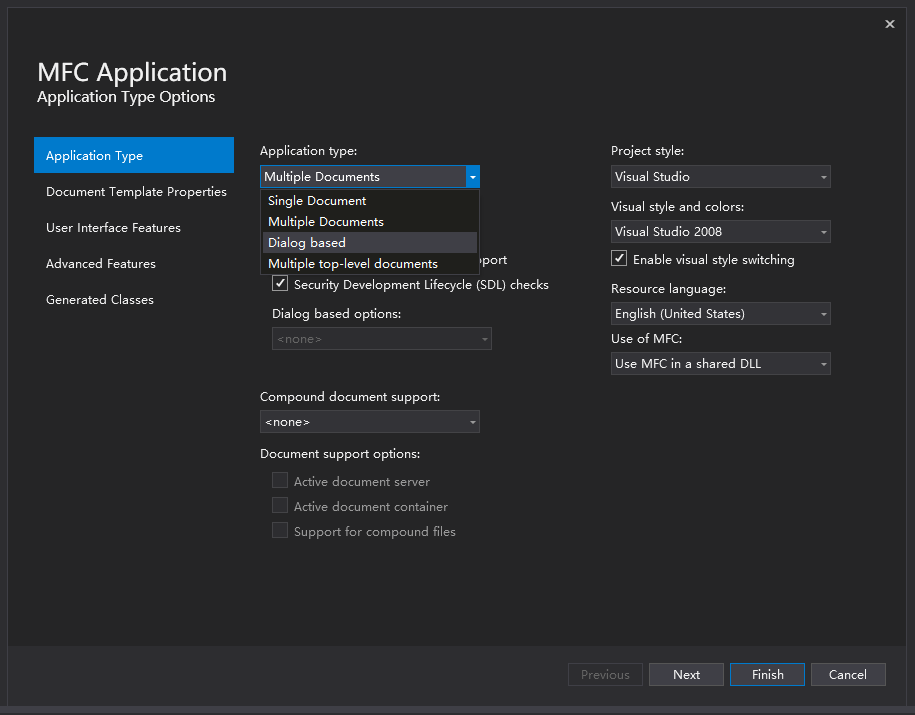 MFC Application
Application Type Options
Application Type
Document Template Properties
User Interface Features
Advanced Features
Generated Classes
Application type:
Multiple Documents
Single Document
Multiple Documents
Dialog based
Multiple top-level documents
Security Development Lifecycle (SDL) checks
Dialog based options:
<none>
Compound document support:
<none>
Document support options:
Active document server
Active document container
Support for compound files
Project style:
Visual Studio
Visual style and colors:
Visual Studio 2008
Enable visual style switching
Resource language:
English (United States)
Use of MFC:
Use MFC in a shared DLL
Previous
Next
Finish
Cancel